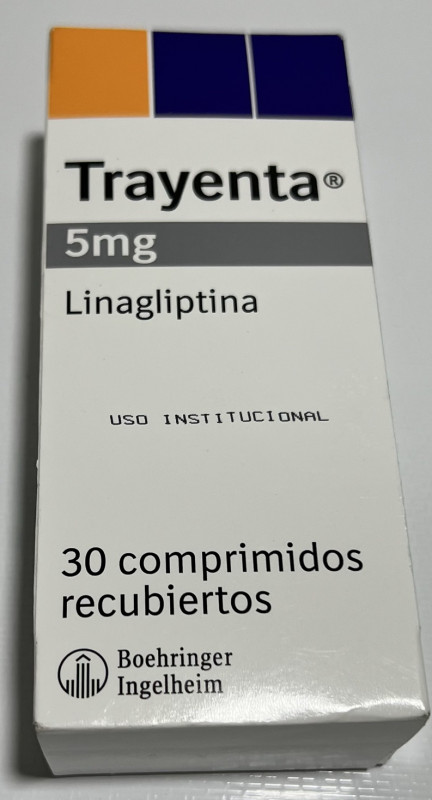 Trayenta®
5mg
Linagliptina
USO INSTITUCIONAL
30 comprimidos
recubiertos
Boehringer
Ingelheim